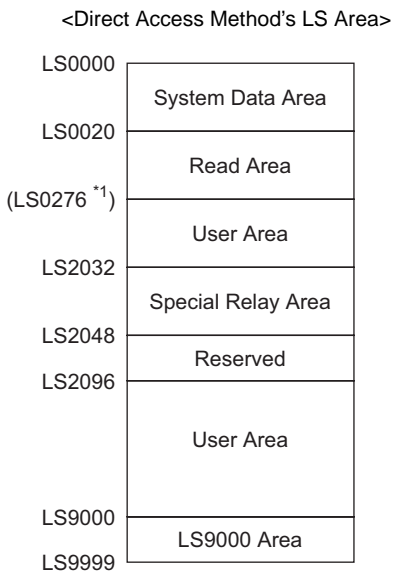 <Direct Access Method's LS Area>
LS0000
System Data Area
LS0020
Read Area
(LS0276 *1)
User Area
LS2032
Special Relay Area
LS2048
Reserved
LS2096
User Area
LS9000
LS9000 Area
LS9999